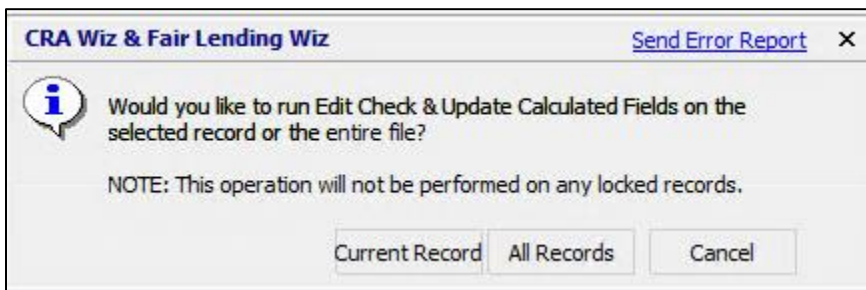 CRA Wiz & Fair Lending Wiz Send Error Report X
i
Would you like to run Edit Check & Update Calculated Fields on the
selected record or the entire file?
NOTE: This operation will not be performed on any locked records.
Current Record All Records Cancel